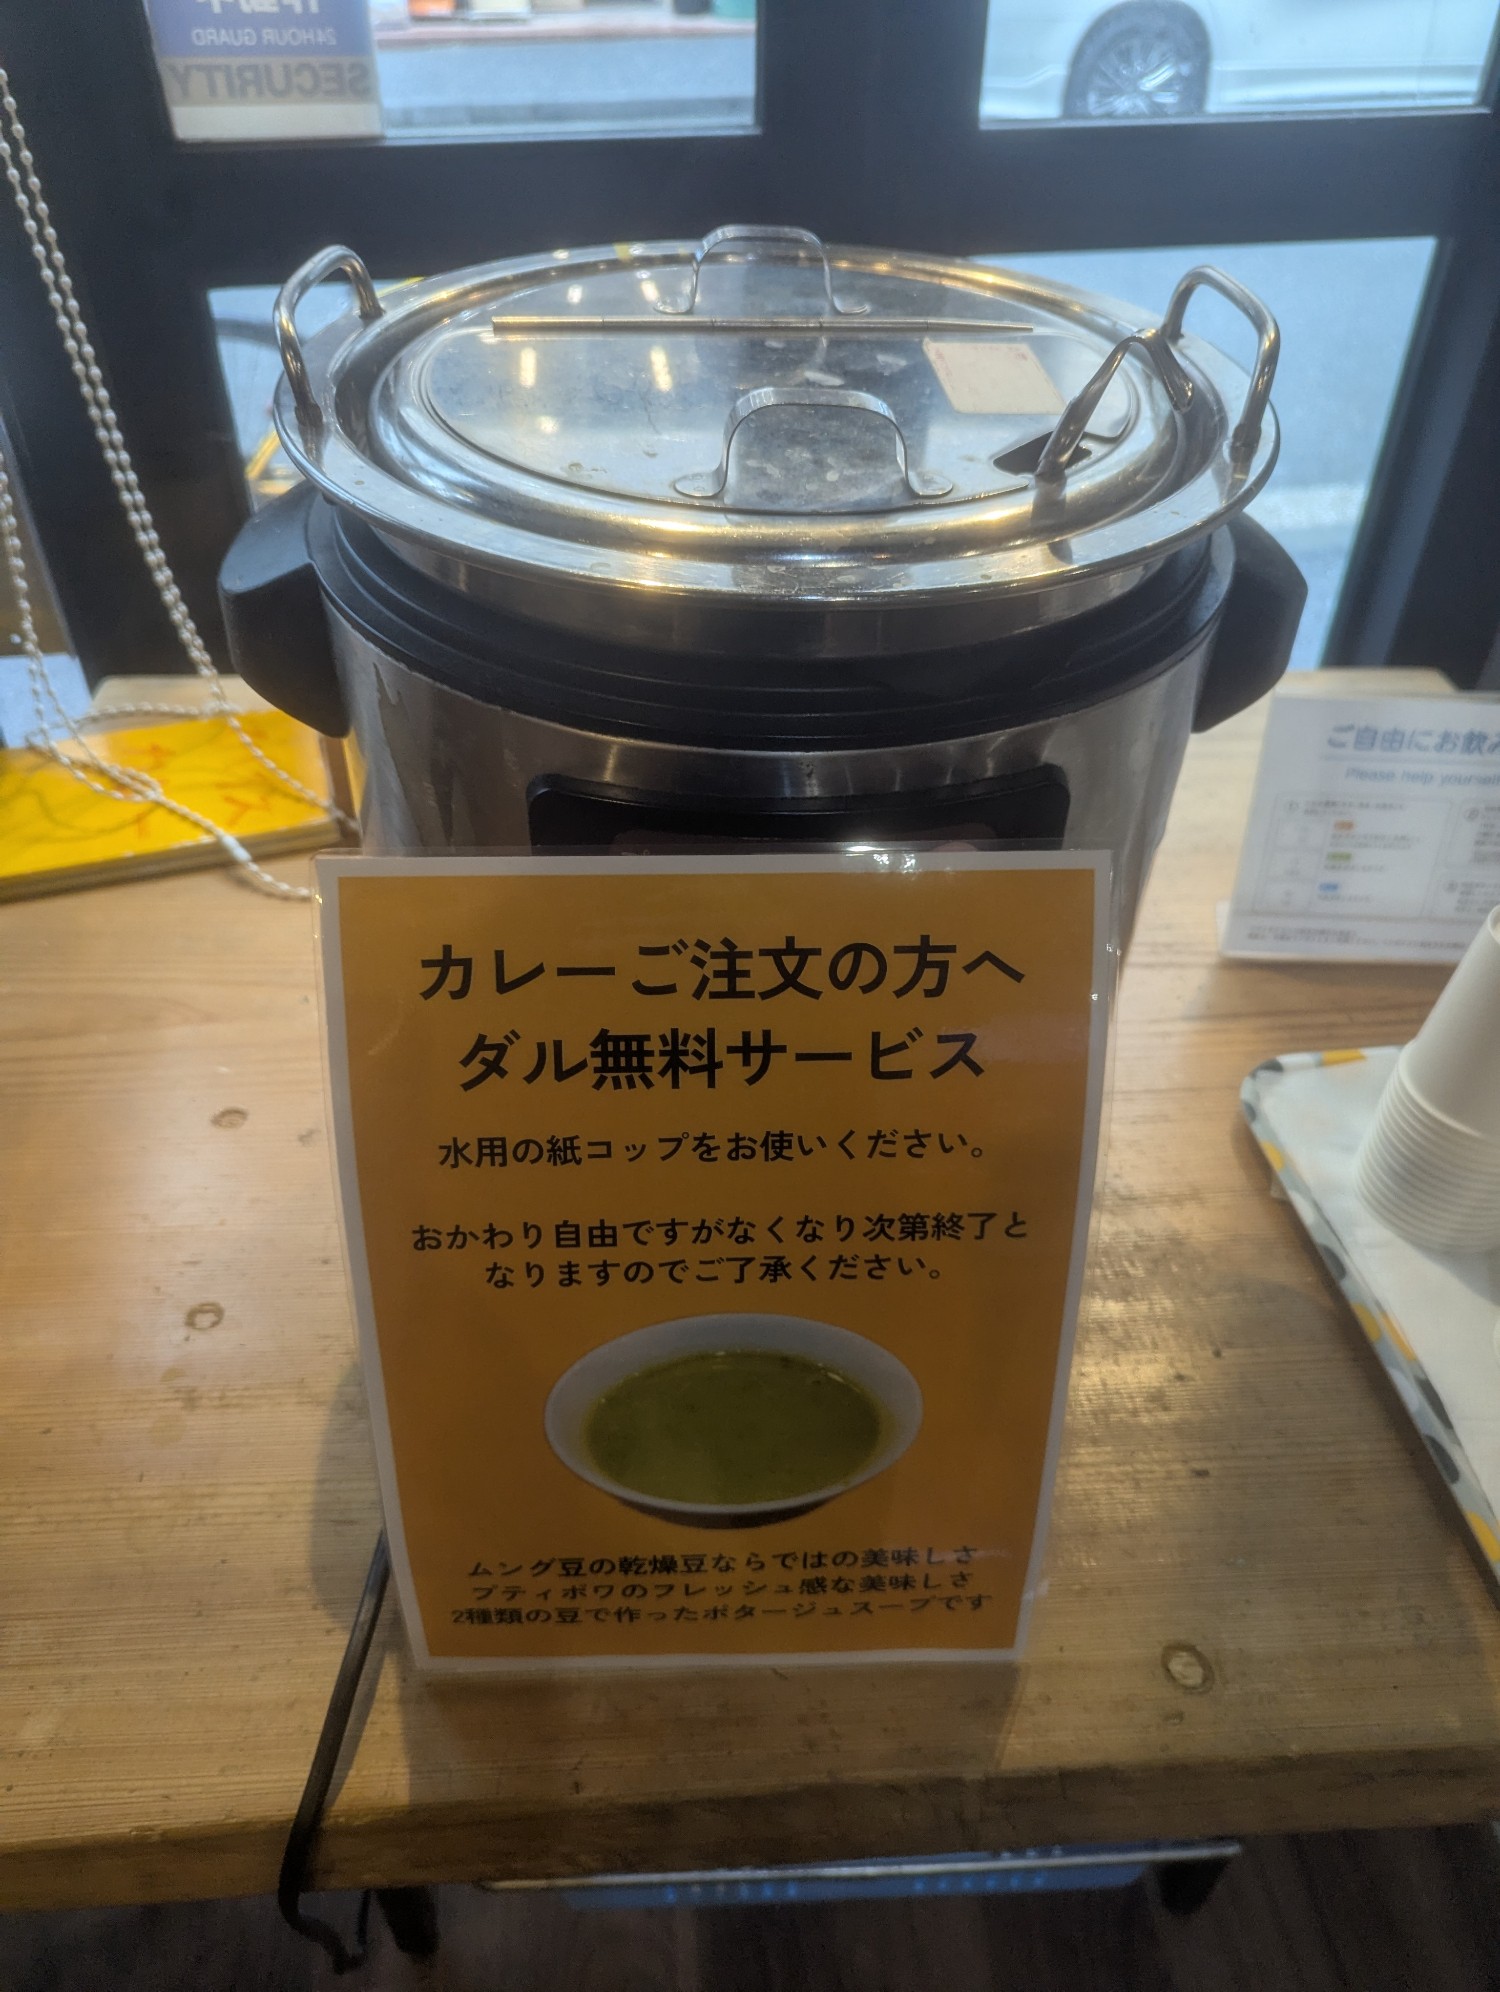 24 HOUR GUARD
SECURITY
カレーご注文の方へ
ダル無料サービス
水用の紙コップをお使いください。
おかわり自由ですがなくなり次第終了と
なりますのでご了承ください。
ムング豆の乾燥豆ならではの美味しさ
プティポワのフレッシュ感な美味しさ
2種類の豆で作ったポタージュスープです
ご自由にお飲み
Please help yourself